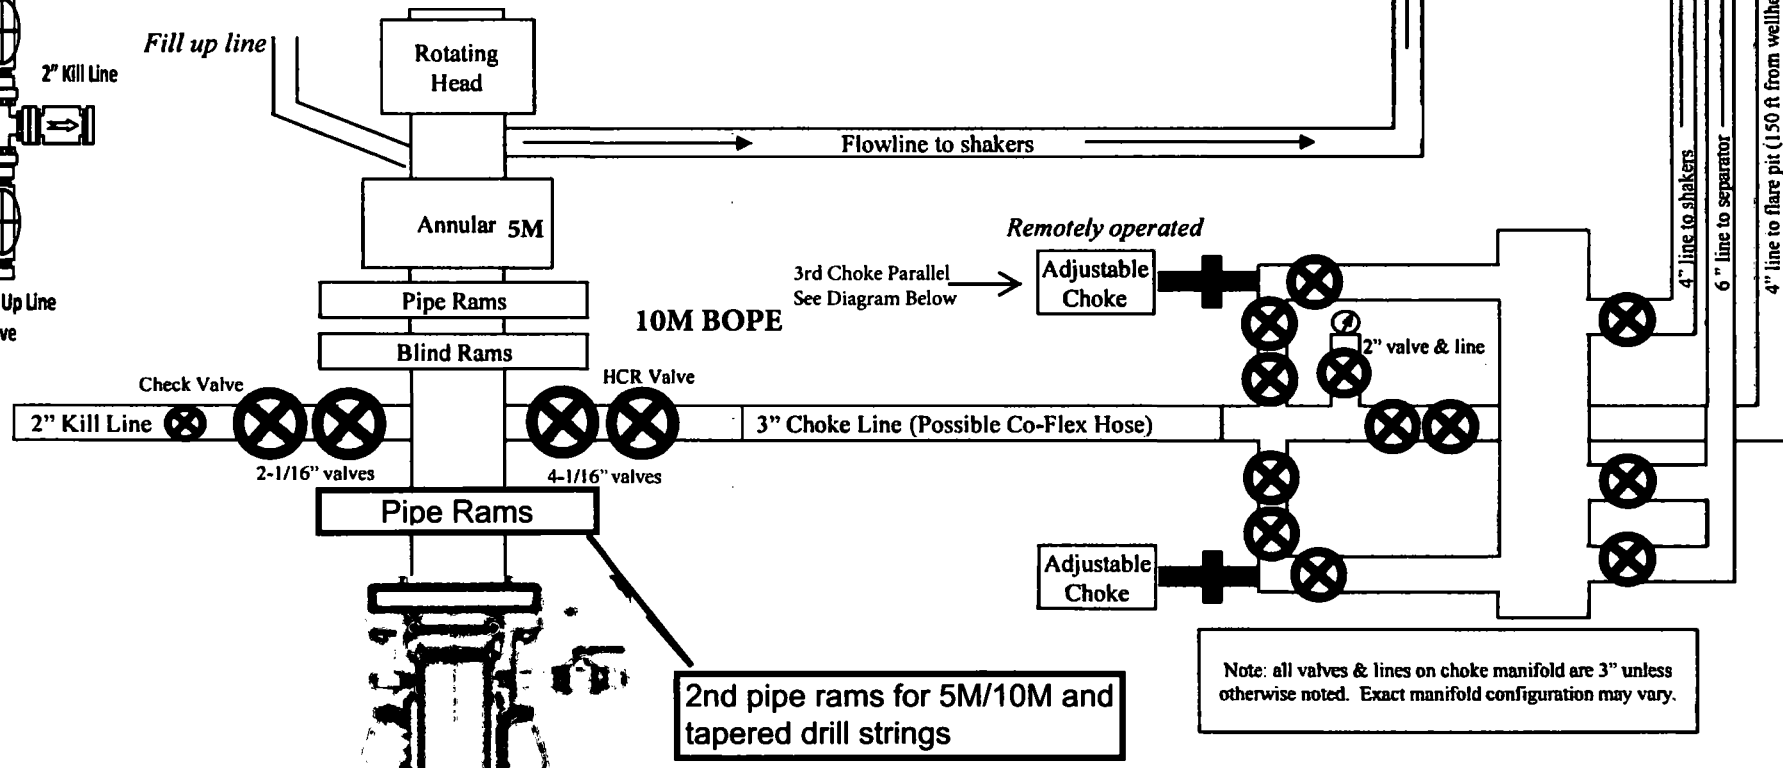 Fill up line
2” Kill Line
Rotating
Head
Flowline to shakers
Annular 5M
Up Line
ve
Pipe Rams
Blind Rams
10M BOPE
Remotely operated
3rd Choke Parallel
See Diagram Below
Adjustable
Choke
2” valve & line
4” line to shakers
6” line to separator
4” line to flare pit (150 ft from wellhe
Check Valve
HCR Valve
2” Kill Line
3” Choke Line (Possible Co-Flex Hose)
2-1/16” valves
4-1/16” valves
Pipe Rams
Adjustable
Choke
2nd pipe rams for 5M/10M and
tapered drill strings
Note: all valves & lines on choke manifold are 3” unless
otherwise noted. Exact manifold configuration may vary.